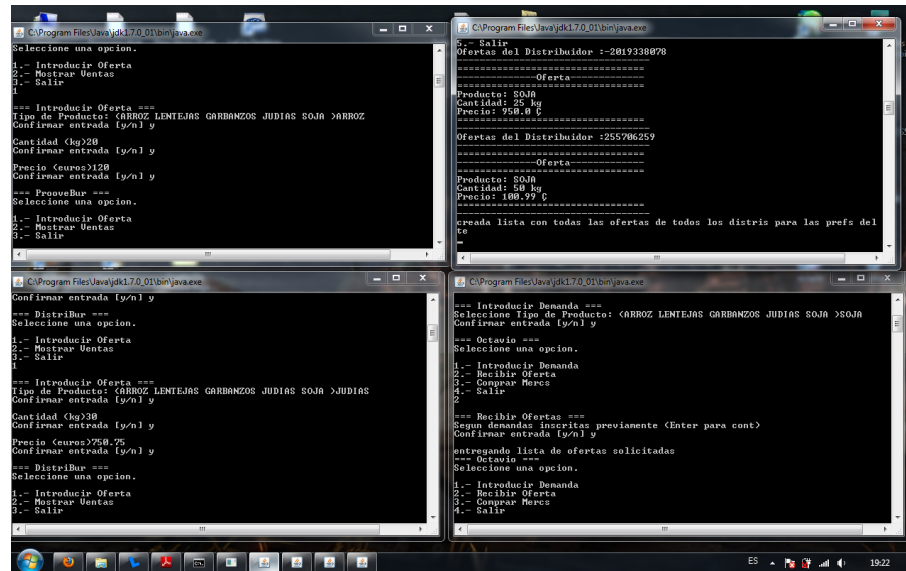 C:\Program Files\Java\jdk1.7.0_01\bin\java.exe
Seleccione una opcion.
1.- Introducir Oferta
2.- Mostrar Ventas
3.- Salir
1
=== Introducir Oferta ===
Tipo de Producto: (ARROZ LENTEJAS GARBANZOS JUDIAS SOJA )ARROZ
Confirmar entrada [y/n] y
Cantidad (kg)20
Confirmar entrada [y/n] y
Precio (euros)120
Confirmar entrada [y/n] y
=== ProoveBur ===
Seleccione una opcion.
1.- Introducir Oferta
2.- Mostrar Ventas
3.- Salir
C:\Program Files\Java\jdk1.7.0_01\bin\java.exe
5.- Salir
Ofertas del Distribuidor :-2019338078
--------------------------------
================================
-------------Oferta-------------
================================
Producto: SOJA
Cantidad: 25 kg
Precio: 950.0 Ç
================================
--------------------------------
Ofertas del Distribuidor :255706259
--------------------------------
================================
-------------Oferta-------------
================================
Producto: SOJA
Cantidad: 50 kg
Precio: 100.99 Ç
================================
--------------------------------
creada lista con todas las ofertas de todos los distris para las prefs del
te
C:\Program Files\Java\jdk1.7.0_01\bin\java.exe
Confirmar entrada [y/n] y
=== DistriBur ===
Seleccione una opcion.
1.- Introducir Oferta
2.- Mostrar Ventas
3.- Salir
1
=== Introducir Oferta ===
Tipo de Producto: (ARROZ LENTEJAS GARBANZOS JUDIAS SOJA )JUDIAS
Confirmar entrada [y/n] y
Cantidad (kg)30
Confirmar entrada [y/n] y
Precio (euros)750.75
Confirmar entrada [y/n] y
=== DistriBur ===
Seleccione una opcion.
1.- Introducir Oferta
2.- Mostrar Ventas
3.- Salir
C:\Program Files\Java\jdk1.7.0_01\bin\java.exe
=== Introducir Demanda ===
Seleccione Tipo de Producto: (ARROZ LENTEJAS GARBANZOS JUDIAS SOJA )SOJA
Confirmar entrada [y/n] y
=== Octavio ===
Seleccione una opcion.
1.- Introducir Demanda
2.- Recibir Oferta
3.- Comprar Mercs
4.- Salir
2
=== Recibir Ofertas ===
Segun demandas inscritas previamente (Enter para cont)
Confirmar entrada [y/n] y
entregando lista de ofertas solicitadas
=== Octavio ===
Seleccione una opcion.
1.- Introducir Demanda
2.- Recibir Oferta
3.- Comprar Mercs
4.- Salir
ES
19:22